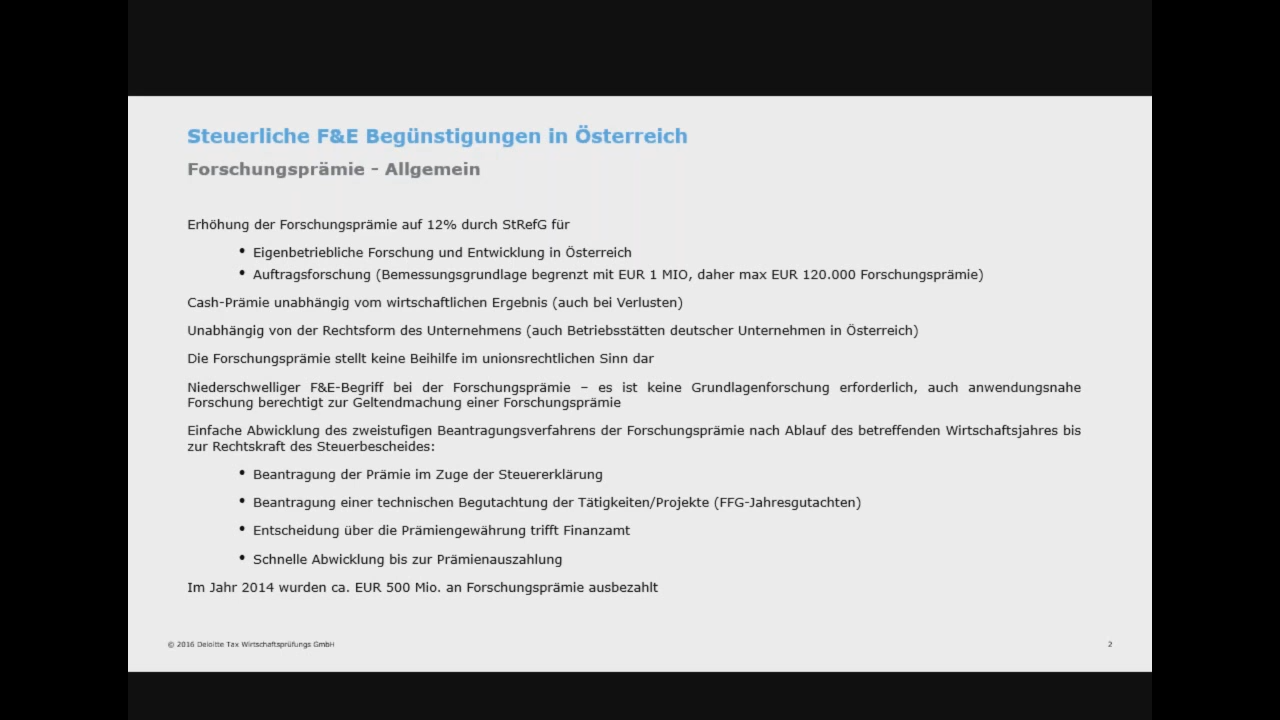 Steuerliche F&E Begünstigungen in Österreich
Forschungsprämie - Allgemein
Erhöhung der Forschungsprämie auf 12% durch StRefG für
• Eigenbetriebliche Forschung und Entwicklung in Österreich
• Auftragsforschung (Bemessungsgrundlage begrenzt mit EUR 1 MIO, daher max EUR 120.000 Forschungsprämie)
Cash-Prämie unabhängig vom wirtschaftlichen Ergebnis (auch bei Verlusten)
Unabhängig von der Rechtsform des Unternehmens (auch Betriebsstätten deutscher Unternehmen in Österreich)
Die Forschungsprämie stellt keine Beihilfe im unionsrechtlichen Sinn dar
Niederschwelliger F&E-Begriff bei der Forschungsprämie – es ist keine Grundlagenforschung erforderlich, auch anwendungsnahe
Forschung berechtigt zur Geltendmachung einer Forschungsprämie
Einfache Abwicklung des zweistufigen Beantragungsverfahrens der Forschungsprämie nach Ablauf des betreffenden Wirtschaftsjahres bis
zur Rechtskraft des Steuerbescheides:
• Beantragung der Prämie im Zuge der Steuererklärung
• Beantragung einer technischen Begutachtung der Tätigkeiten/Projekte (FFG-Jahresgutachten)
• Entscheidung über die Prämiengewährung trifft Finanzamt
• Schnelle Abwicklung bis zur Prämienauszahlung
Im Jahr 2014 wurden ca. EUR 500 Mio. an Forschungsprämie ausbezahlt
© 2016 Deloitte Tax Wirtschaftsprüfungs GmbH
2